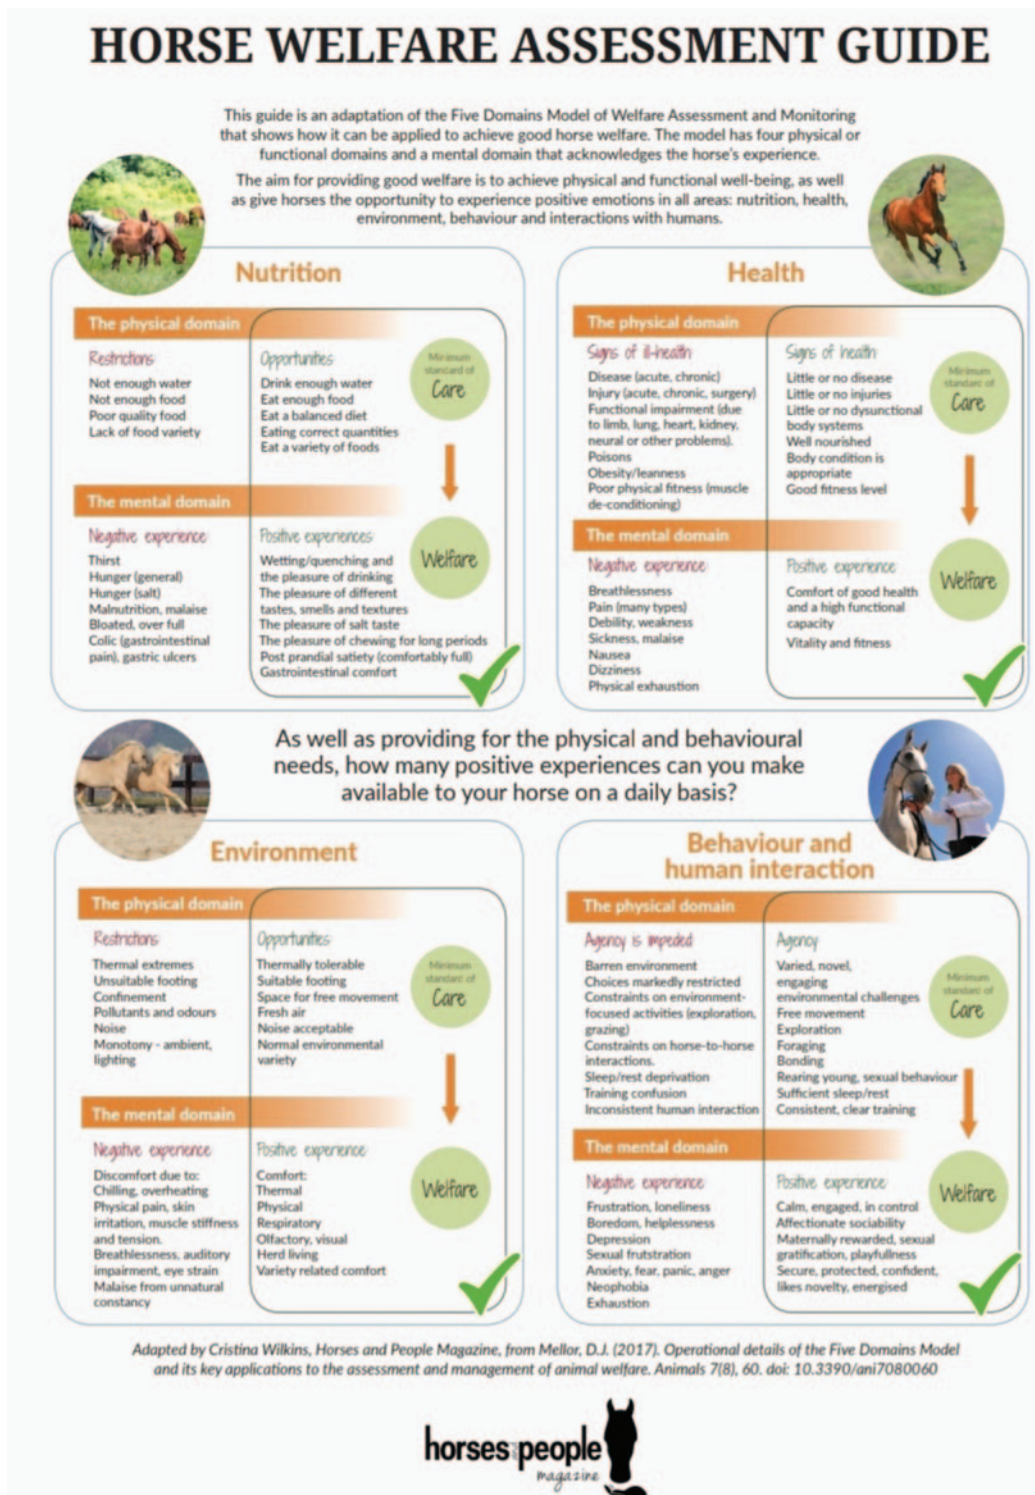 HORSE WELFARE ASSESSMENT GUIDE
This guide is an adaptation of the Five Domains Model of Welfare Assessment and Monitoring
that shows how it can be applied to achieve good horse welfare. The model has four physical or
functional domains and a mental domain that acknowledges the horse's experience.
The aim for providing good welfare is to achieve physical and functional well-being, as well
as give horses the opportunity to experience positive emotions in all areas: nutrition, health,
environment, behaviour and interactions with humans.
Nutrition
The physical domain
Restrictions
Not enough water
Not enough food
Poor quality food
Lack of food variety
Opportunities
Drink enough water
Eat enough food
Eat a balanced diet
Eating correct quantities
Eat a variety of foods
Minimum
standard of
Care
The mental domain
Negative experience
Thirst
Hunger (general)
Hunger (salt)
Malnutrition, malaise
Bloated, over full
Colic (gastrointestinal
pain), gastric ulcers
Positive experiences
Wetting/quenching and
the pleasure of drinking
The pleasure of different
tastes, smells and textures
The pleasure of salt taste
The pleasure of chewing for long periods
Post prandial satiety (comfortably full)
Gastrointestinal comfort
Welfare
Health
The physical domain
Signs of ill-health
Disease (acute, chronic)
Injury (acute, chronic, surgery)
Functional impairment (due
to limb, lung, heart, kidney,
neural or other problems).
Poisons
Obesity/leanness
Poor physical fitness (muscle
de-conditioning)
Signs of health
Little or no disease
Little or no injuries
Little or no dysunctional
body systems
Well nourished
Body condition is
appropriate
Good fitness level
Minimum
standard of
Care
The mental domain
Negative experience
Breathlessness
Pain (many types)
Debility, weakness
Sickness, malaise
Nausea
Dizziness
Physical exhaustion
Positive experience
Comfort of good health
and a high functional
capacity
Vitality and fitness
Welfare
As well as providing for the physical and behavioural
needs, how many positive experiences can you make
available to your horse on a daily basis?
Environment
The physical domain
Restrictions
Thermal extremes
Unsuitable footing
Confinement
Pollutants and odours
Noise
Monotony - ambient,
lighting
Opportunities
Thermally tolerable
Suitable footing
Space for free movement
Fresh air
Noise acceptable
Normal environmental
variety
Minimum
standard of
Care
The mental domain
Negative experience
Discomfort due to:
Chilling, overheating
Physical pain, skin
irritation, muscle stiffness
and tension.
Breathlessness, auditory
impairment, eye strain
Malaise from unnatural
constancy
Positive experience
Comfort:
Thermal
Physical
Respiratory
Olfactory, visual
Herd living
Variety related comfort
Welfare
Behaviour and
human interaction
The physical domain
Agency is impeded
Barren environment
Choices markedly restricted
Constraints on environment-
focused activities (exploration,
grazing)
Constraints on horse-to-horse
interactions.
Sleep/rest deprivation
Training confusion
Inconsistent human interaction
Agency
Varied, novel,
engaging
environmental challenges
Free movement
Exploration
Foraging
Bonding
Rearing young, sexual behaviour
Sufficient sleep/rest
Consistent, clear training
Minimum
standard of
Care
The mental domain
Negative experience
Frustration, loneliness
Boredom, helplessness
Depression
Sexual frutstration
Anxiety, fear, panic, anger
Neophobia
Exhaustion
Positive experience
Calm, engaged, in control
Affectionate sociability
Maternally rewarded, sexual
gratification, playfullness
Secure, protected, confident,
likes novelty, energised
Welfare
Adapted by Cristina Wilkins, Horses and People Magazine, from Mellor, D.J. (2017). Operational details of the Five Domains Model
and its key applications to the assessment and management of animal welfare. Animals 7(8), 60. doi: 10.3390/ani7080060
horses and people
magazine